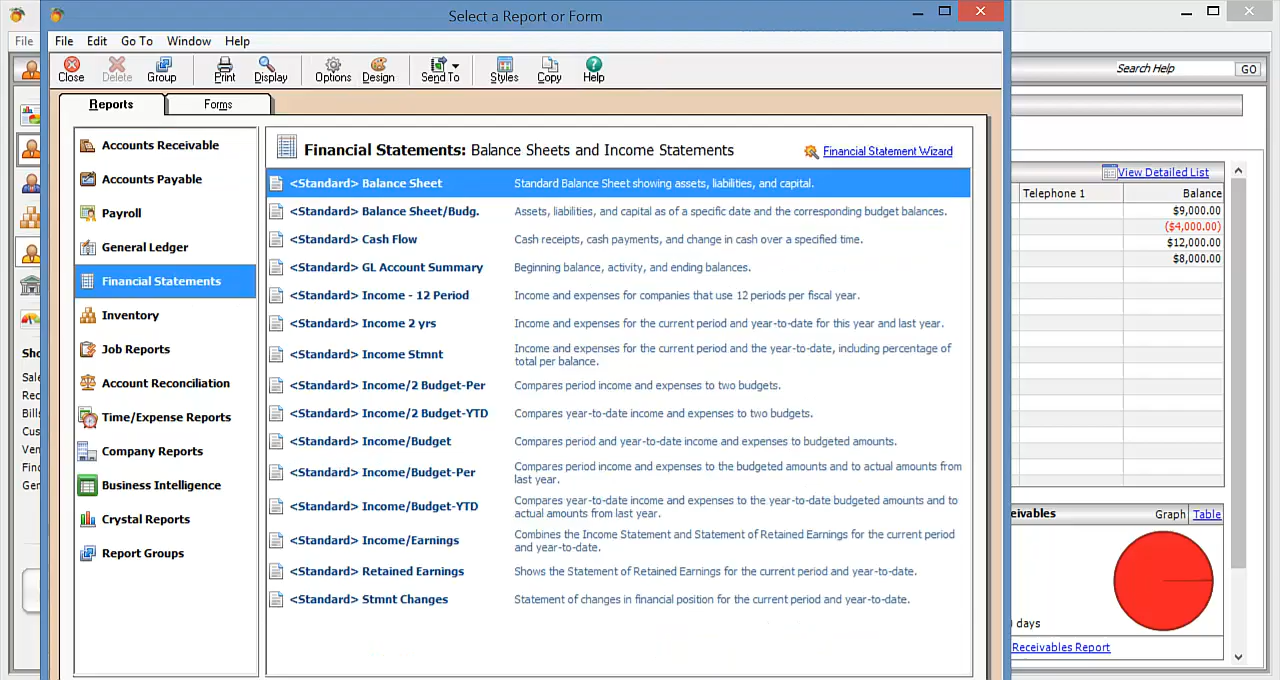 Select a Report or Form
File
File Edit Go To Window Help
Close Delete Group Print Display Options Design Send To Styles Copy Help
Search Help GO
Reports Forms
Accounts Receivable
Accounts Payable
Payroll
General Ledger
Financial Statements
Inventory
Job Reports
Account Reconciliation
Time/Expense Reports
Company Reports
Business Intelligence
Crystal Reports
Report Groups
Financial Statements: Balance Sheets and Income Statements
Financial Statement Wizard
<Standard> Balance Sheet Standard Balance Sheet showing assets, liabilities, and capital.
<Standard> Balance Sheet/Budg. Assets, liabilities, and capital as of a specific date and the corresponding budget balances.
<Standard> Cash Flow Cash receipts, cash payments, and change in cash over a specified time.
<Standard> GL Account Summary Beginning balance, activity, and ending balances.
<Standard> Income - 12 Period Income and expenses for companies that use 12 periods per fiscal year.
<Standard> Income 2 yrs Income and expenses for the current period and year-to-date for this year and last year.
<Standard> Income Stmnt Income and expenses for the current period and the year-to-date, including percentage of
total per balance.
<Standard> Income/2 Budget-Per Compares period income and expenses to two budgets.
<Standard> Income/2 Budget-YTD Compares year-to-date income and expenses to two budgets.
<Standard> Income/Budget Compares period and year-to-date income and expenses to budgeted amounts.
<Standard> Income/Budget-Per Compares period income and expenses to the budgeted amounts and to actual amounts from
last year.
<Standard> Income/Budget-YTD Compares year-to-date income and expenses to the year-to-date budgeted amounts and to
actual amounts from last year.
<Standard> Income/Earnings Combines the Income Statement and Statement of Retained Earnings for the current period
and year-to-date.
<Standard> Retained Earnings Shows the Statement of Retained Earnings for the current period and year-to-date.
<Standard> Stmnt Changes Statement of changes in financial position for the current period and year-to-date.
View Detailed List
Telephone 1 Balance
$9,000.00
($4,000.00)
$12,000.00
$8,000.00
eivables Graph Table
days
Receivables Report
Sho
Sale
Rec
Bills
Cus
Ven
Fin
Ger